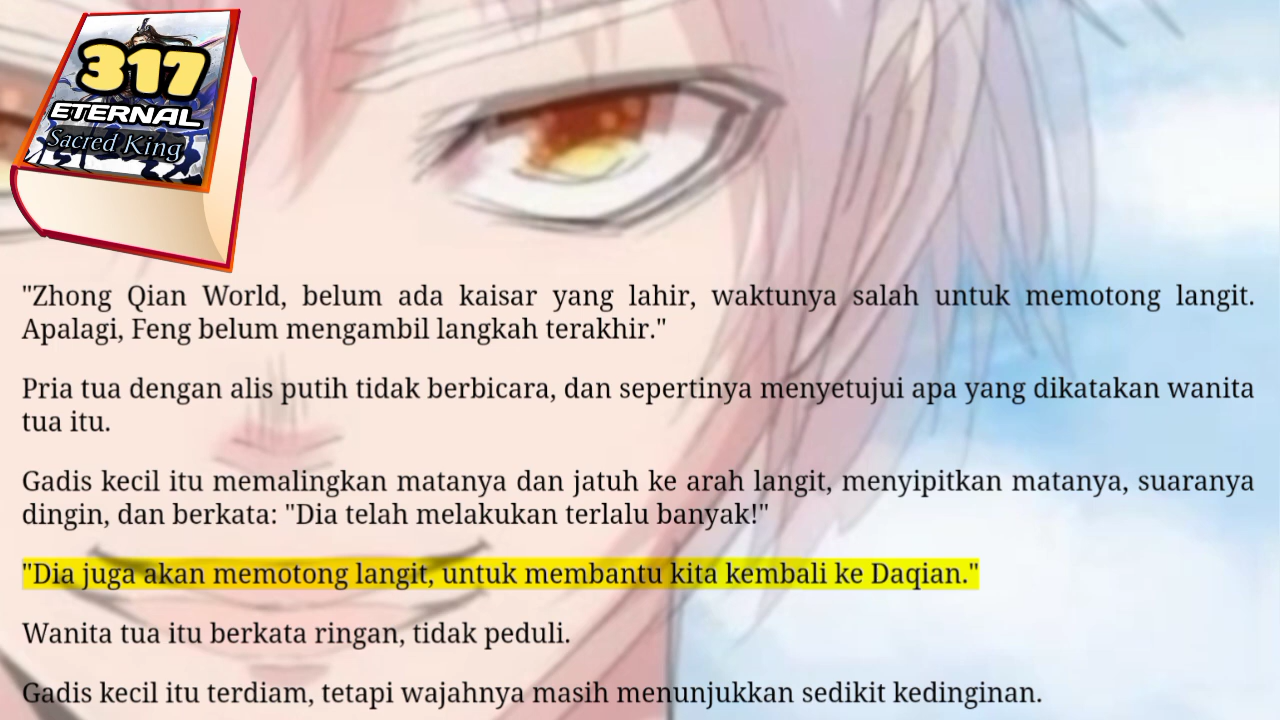 317
ETERNAL
Sacred King
"Zhong Qian World, belum ada kaisar yang lahir, waktunya salah untuk memotong langit.
Apalagi, Feng belum mengambil langkah terakhir."
Pria tua dengan alis putih tidak berbicara, dan sepertinya menyetujui apa yang dikatakan wanita
tua itu.
Gadis kecil itu memalingkan matanya dan jatuh ke arah langit, menyipitkan matanya, suaranya
dingin, dan berkata: "Dia telah melakukan terlalu banyak!"
"Dia juga akan memotong langit, untuk membantu kita kembali ke Daqian."
Wanita tua itu berkata ringan, tidak peduli.
Gadis kecil itu terdiam, tetapi wajahnya masih menunjukkan sedikit kedinginan.